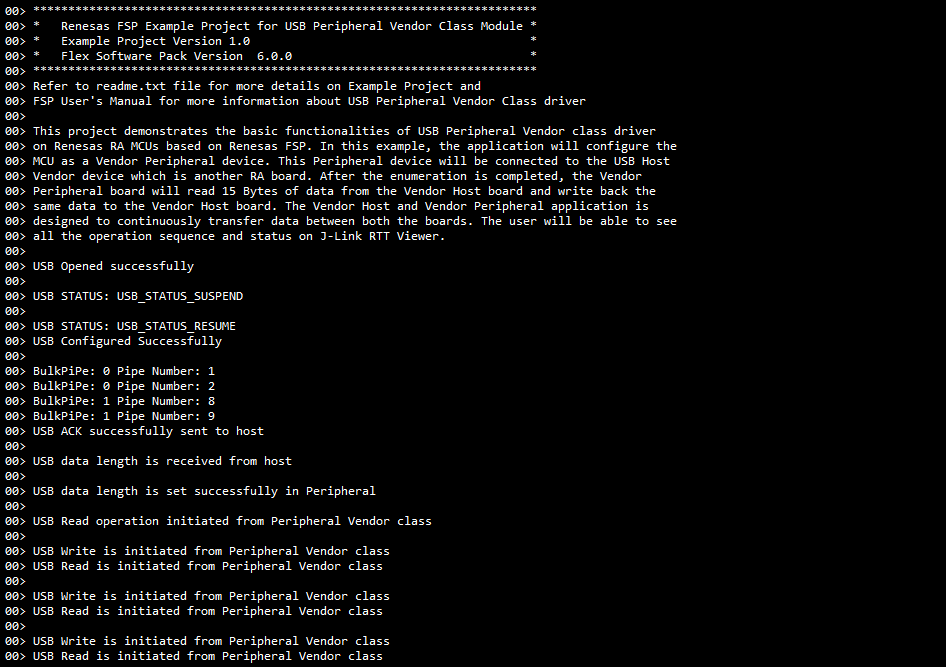 00> ************************************************************************
00> *   Renesas FSP Example Project for USB Peripheral Vendor Class Module *
00> *   Example Project Version 1.0                                        *
00> *   Flex Software Pack Version  6.0.0                                  *
00> ************************************************************************
00> Refer to readme.txt file for more details on Example Project and
00> FSP User's Manual for more information about USB Peripheral Vendor Class driver
00>
00> This project demonstrates the basic functionalities of USB Peripheral Vendor class driver
00> on Renesas RA MCUs based on Renesas FSP. In this example, the application will configure the
00> MCU as a Vendor Peripheral device. This Peripheral device will be connected to the USB Host
00> Vendor device which is another RA board. After the enumeration is completed, the Vendor
00> Peripheral board will read 15 Bytes of data from the Vendor Host board and write back the
00> same data to the Vendor Host board. The Vendor Host and Vendor Peripheral application is
00> designed to continuously transfer data between both the boards. The user will be able to see
00> all the operation sequence and status on J-Link RTT Viewer.
00>
00> USB Opened successfully
00>
00> USB STATUS: USB_STATUS_SUSPEND
00>
00> USB STATUS: USB_STATUS_RESUME
00> USB Configured Successfully
00>
00> BulkPiPe: 0 Pipe Number: 1
00> BulkPiPe: 0 Pipe Number: 2
00> BulkPiPe: 1 Pipe Number: 8
00> BulkPiPe: 1 Pipe Number: 9
00> USB ACK successfully sent to host
00>
00> USB data length is received from host
00>
00> USB data length is set successfully in Peripheral
00>
00> USB Read operation initiated from Peripheral Vendor class
00>
00> USB Write is initiated from Peripheral Vendor class
00> USB Read is initiated from Peripheral Vendor class
00>
00> USB Write is initiated from Peripheral Vendor class
00> USB Read is initiated from Peripheral Vendor class
00>
00> USB Write is initiated from Peripheral Vendor class
00> USB Read is initiated from Peripheral Vendor class